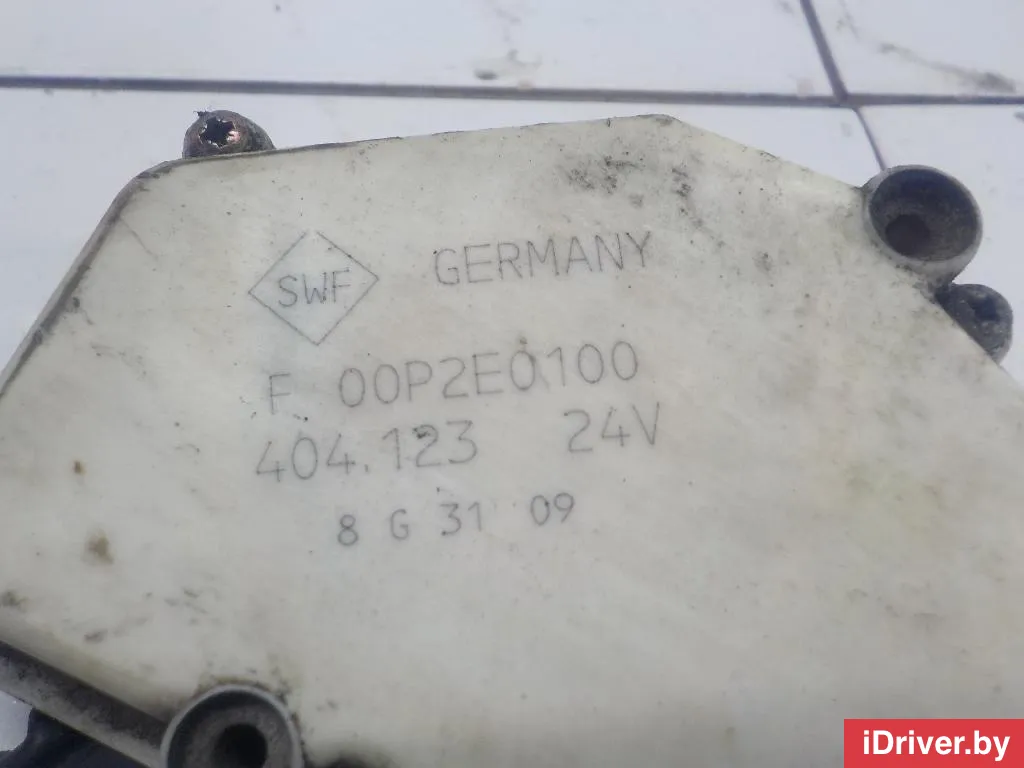 SWF GERMANY
F 00P2E0100
404.123 24V
8 G 31 09
iDriver.by